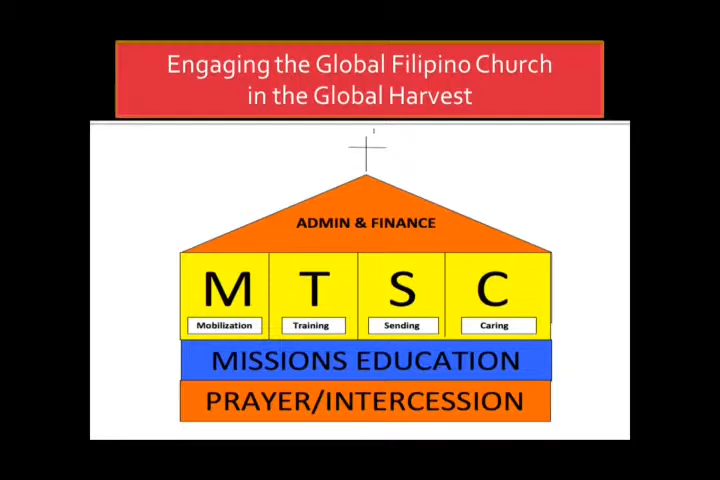 Engaging the Global Filipino Church
in the Global Harvest
ADMIN & FINANCE
M T S C
Mobilization Training Sending Caring
MISSIONS EDUCATION
PRAYER/INTERCESSION